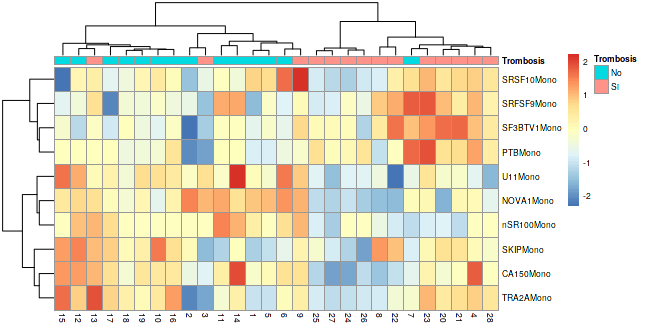 Trombosis
SRSF10Mono
SRFSF9Mono
SF3BTV1Mono
PTBMono
U11Mono
NOVA1Mono
nSR100Mono
SKIPMono
CA150Mono
TRA2AMono
15 12 13 17 18 19 10 16 2 3 11 14 1 5 6 9 25 27 24 26 8 22 7 23 20 21 4 28
2
1
0
-1
-2
Trombosis
No
SI